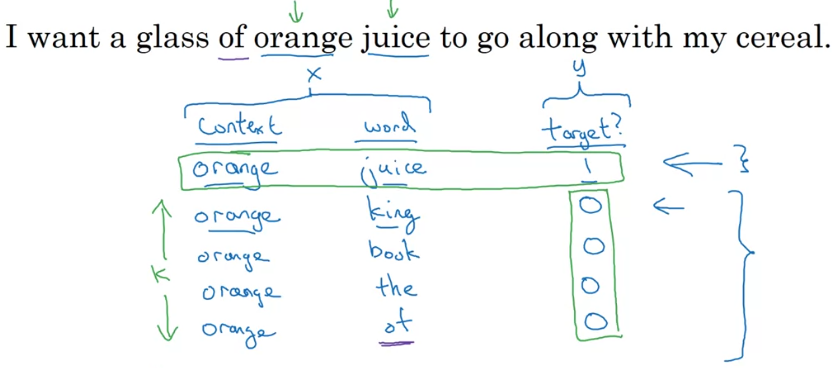 I want a glass of orange juice to go along with my cereal.
x y
context word target?
orange juice 1
orange king 0
orange book 0
K orange the 0
orange of 0